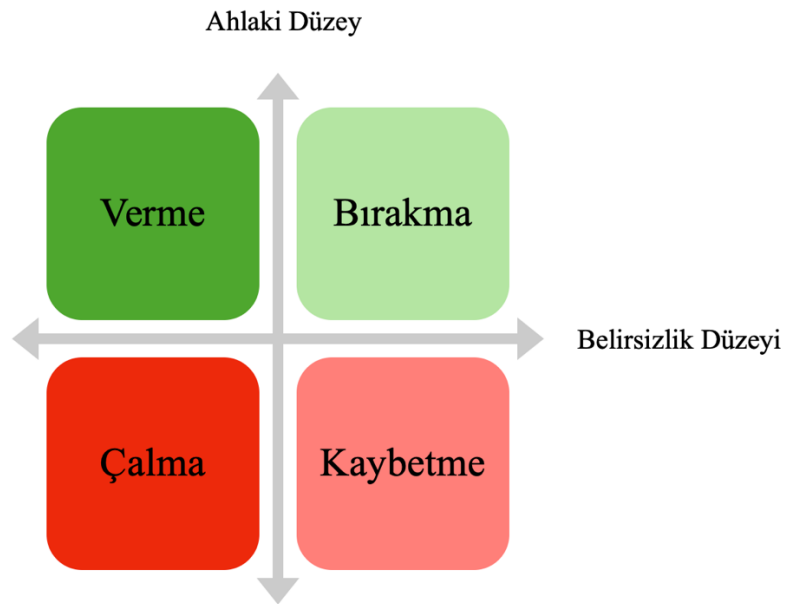 Ahlaki Düzey
Verme
Bırakma
Belirsizlik Düzeyi
Çalma
Kaybetme